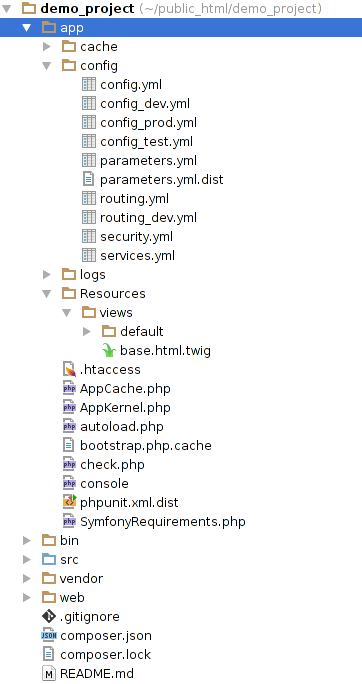 demo_project (~/public_html/demo_project)
app
cache
config
config.yml
config_dev.yml
config_prod.yml
config_test.yml
parameters.yml
parameters.yml.dist
routing.yml
routing_dev.yml
security.yml
services.yml
logs
Resources
views
default
base.html.twig
.htaccess
AppCache.php
AppKernel.php
autoload.php
bootstrap.php.cache
check.php
console
phpunit.xml.dist
SymfonyRequirements.php
bin
src
vendor
web
.gitignore
composer.json
composer.lock
README.md